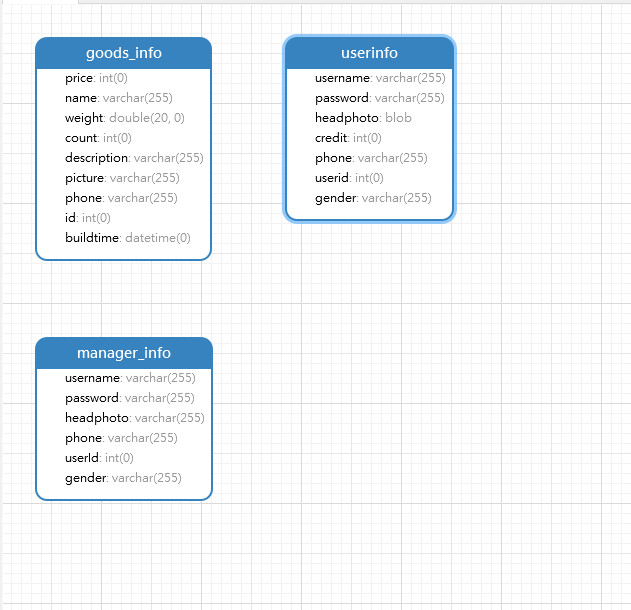 goods_info
price: int(0)
name: varchar(255)
weight: double(20, 0)
count: int(0)
description: varchar(255)
picture: varchar(255)
phone: varchar(255)
id: int(0)
buildtime: datetime(0)
userinfo
username: varchar(255)
password: varchar(255)
headphoto: blob
credit: int(0)
phone: varchar(255)
userid: int(0)
gender: varchar(255)
manager_info
username: varchar(255)
password: varchar(255)
headphoto: varchar(255)
phone: varchar(255)
userId: int(0)
gender: varchar(255)